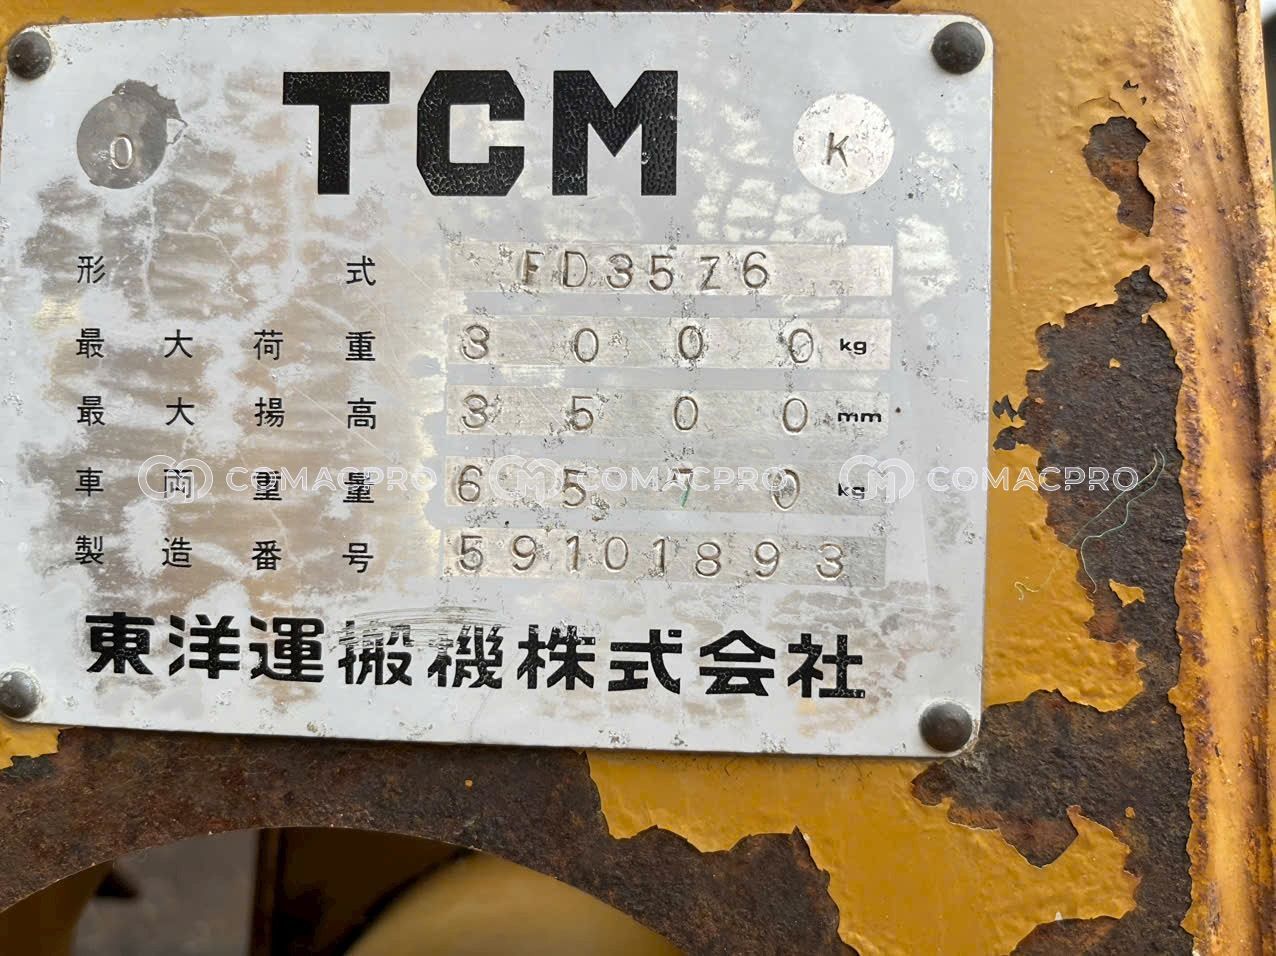 TCM
O K
形式 FD35Z6
最大荷重 3000 kg
最大揚高 3500 mm
車両重量 6570 kg
COMACPRO COMACPRO COMACPRO
製造番号 59101893
東洋運搬機株式会社